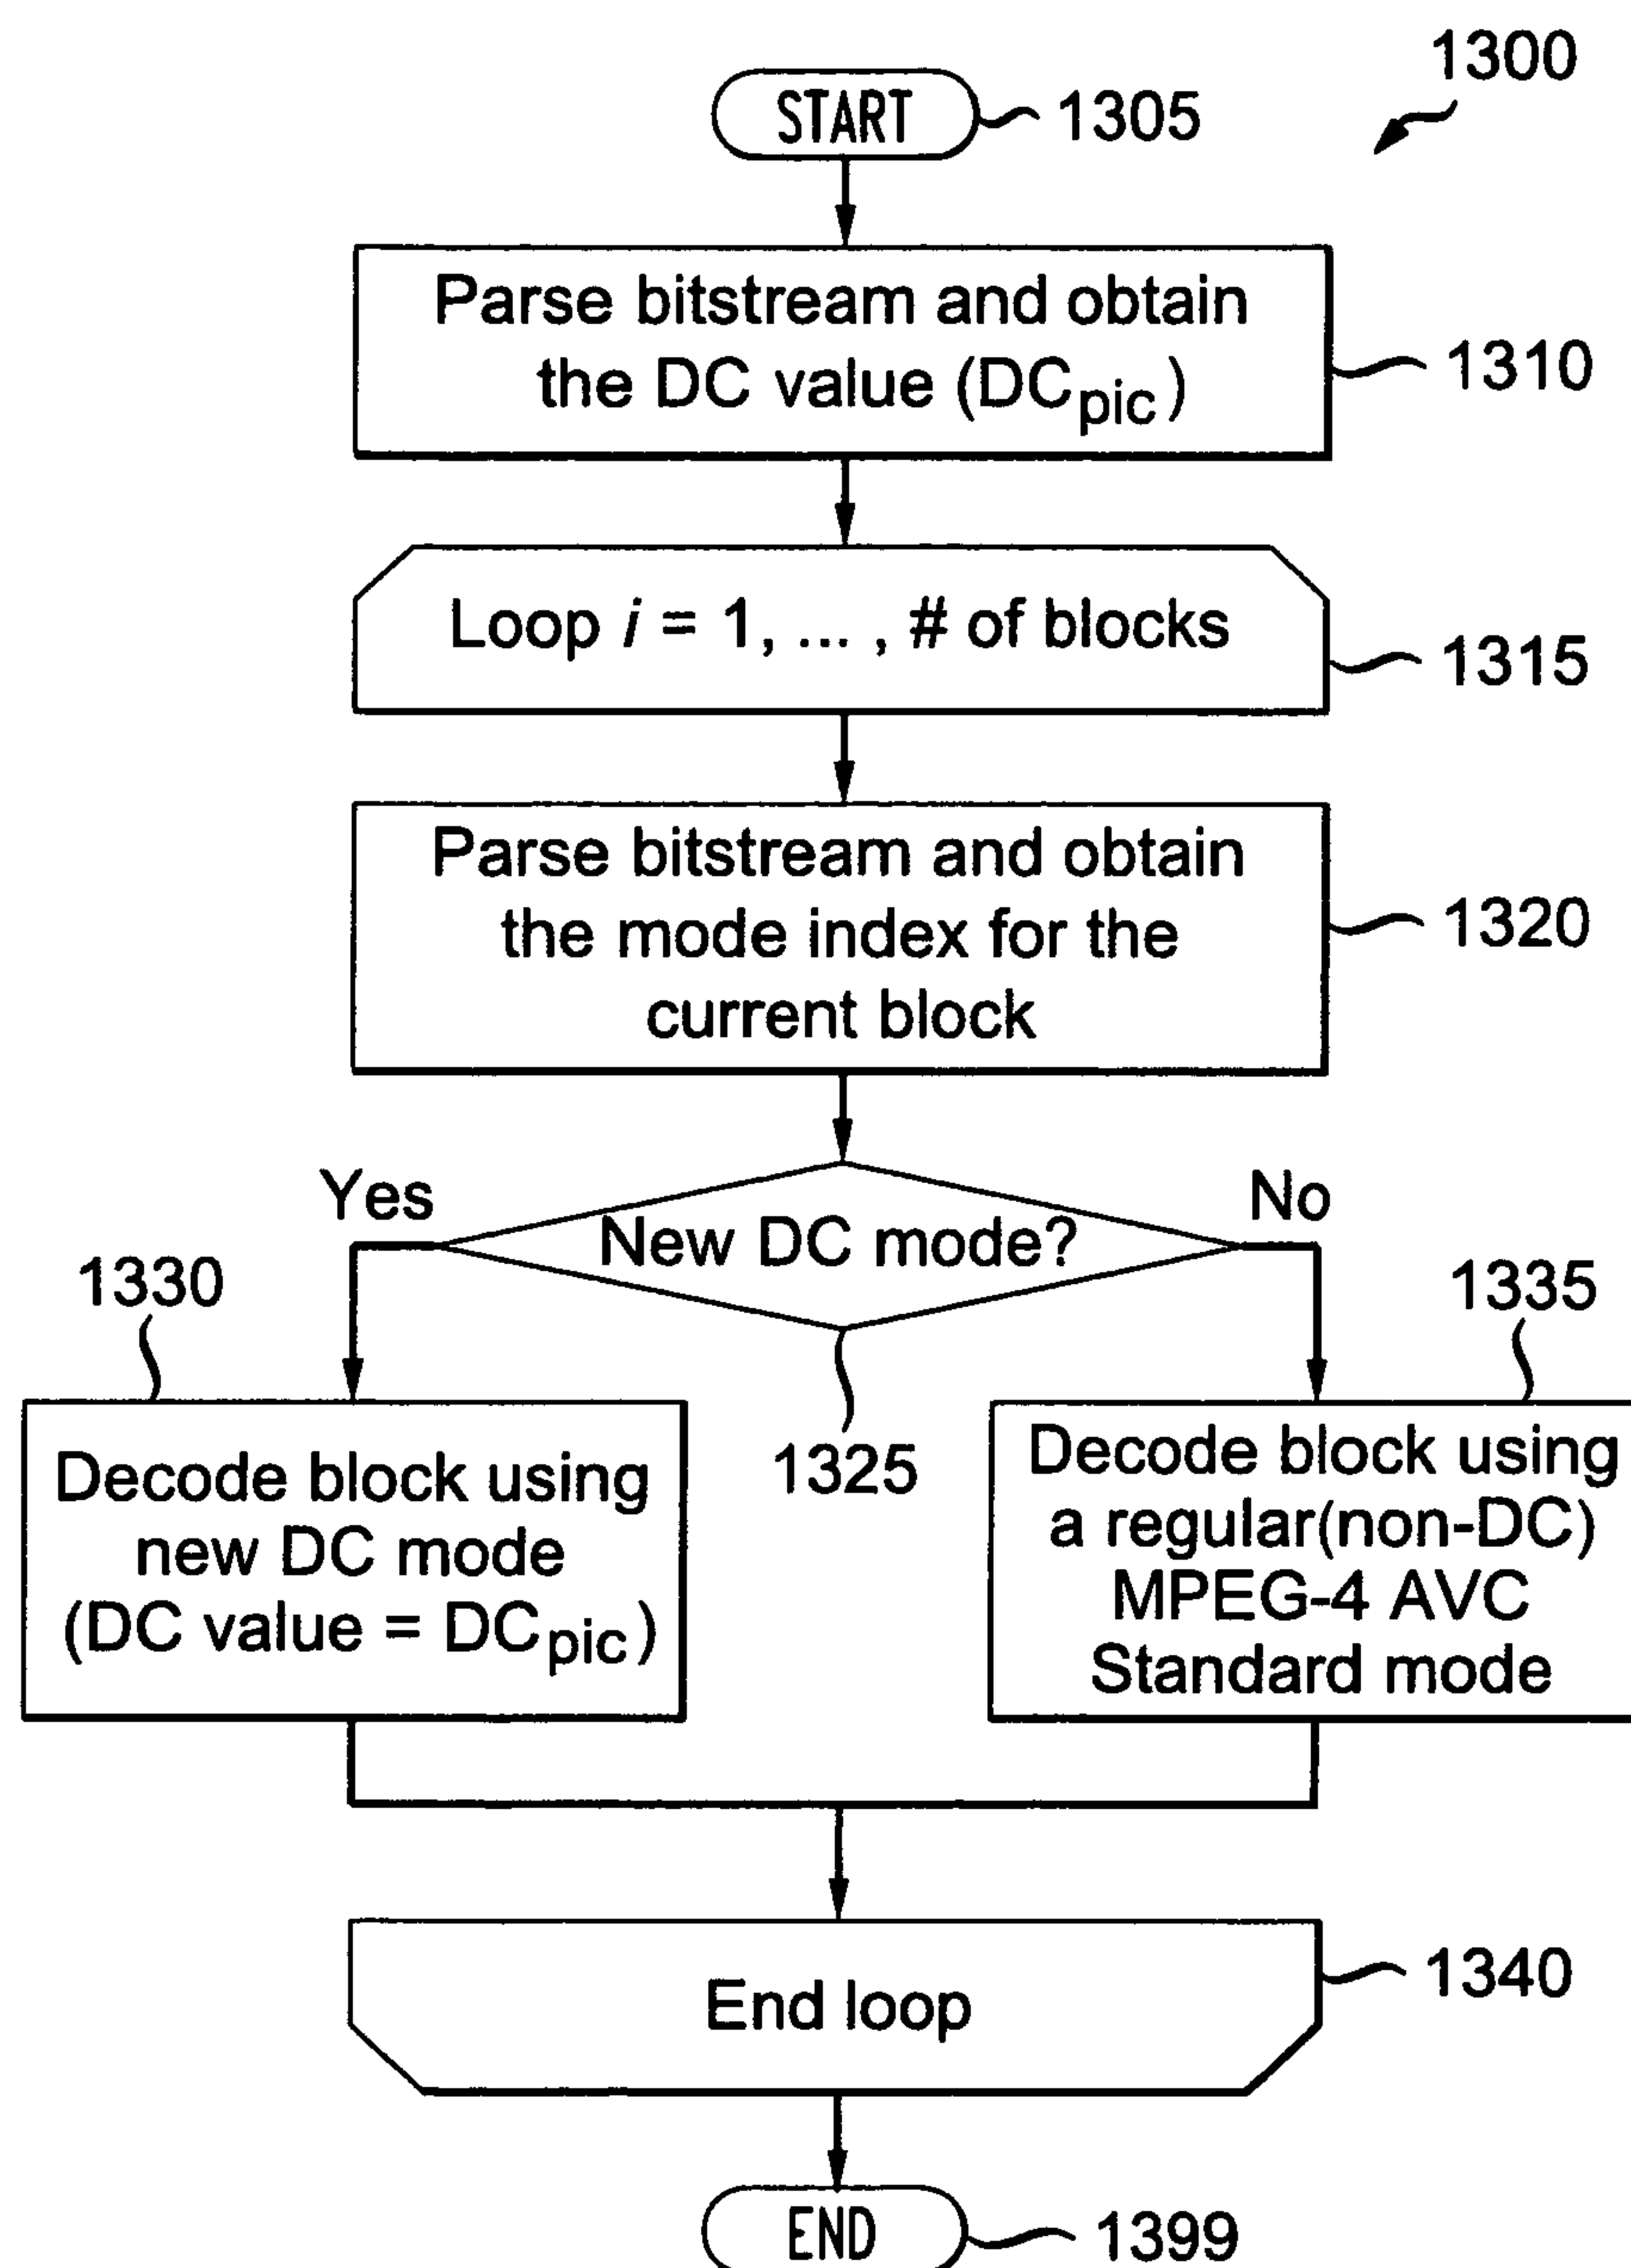 1300
START
1305
Parse bitstream and obtain
the DC value (DCpic)
1310
Loop i = 1, ... , # of blocks
1315
Parse bitstream and obtain
the mode index for the
current block
1320
New DC mode?
Yes
No
1325
1330
Decode block using
new DC mode
(DC value = DCpic)
1335
Decode block using
a regular(non-DC)
MPEG-4 AVC
Standard mode
End loop
1340
END
1399